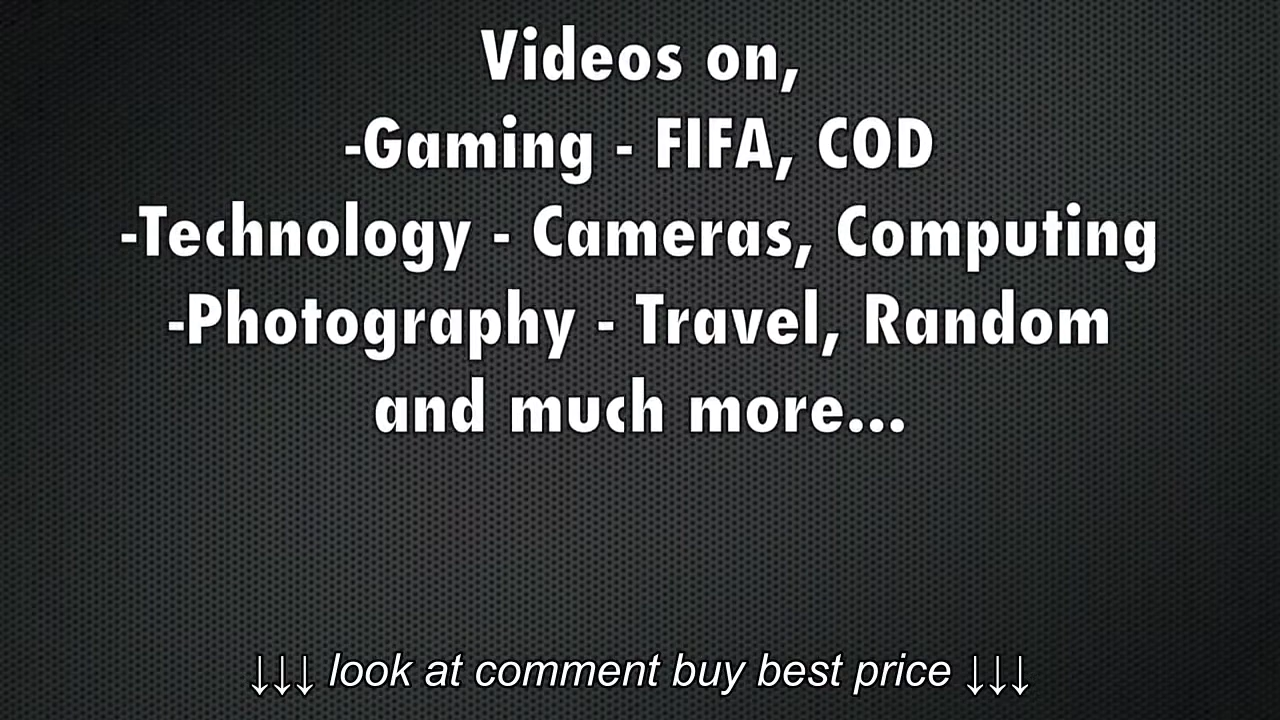 Videos on,
-Gaming - FIFA, COD
-Technology - Cameras, Computing
-Photography - Travel, Random
and much more...
↓↓↓ look at comment buy best price ↓↓↓